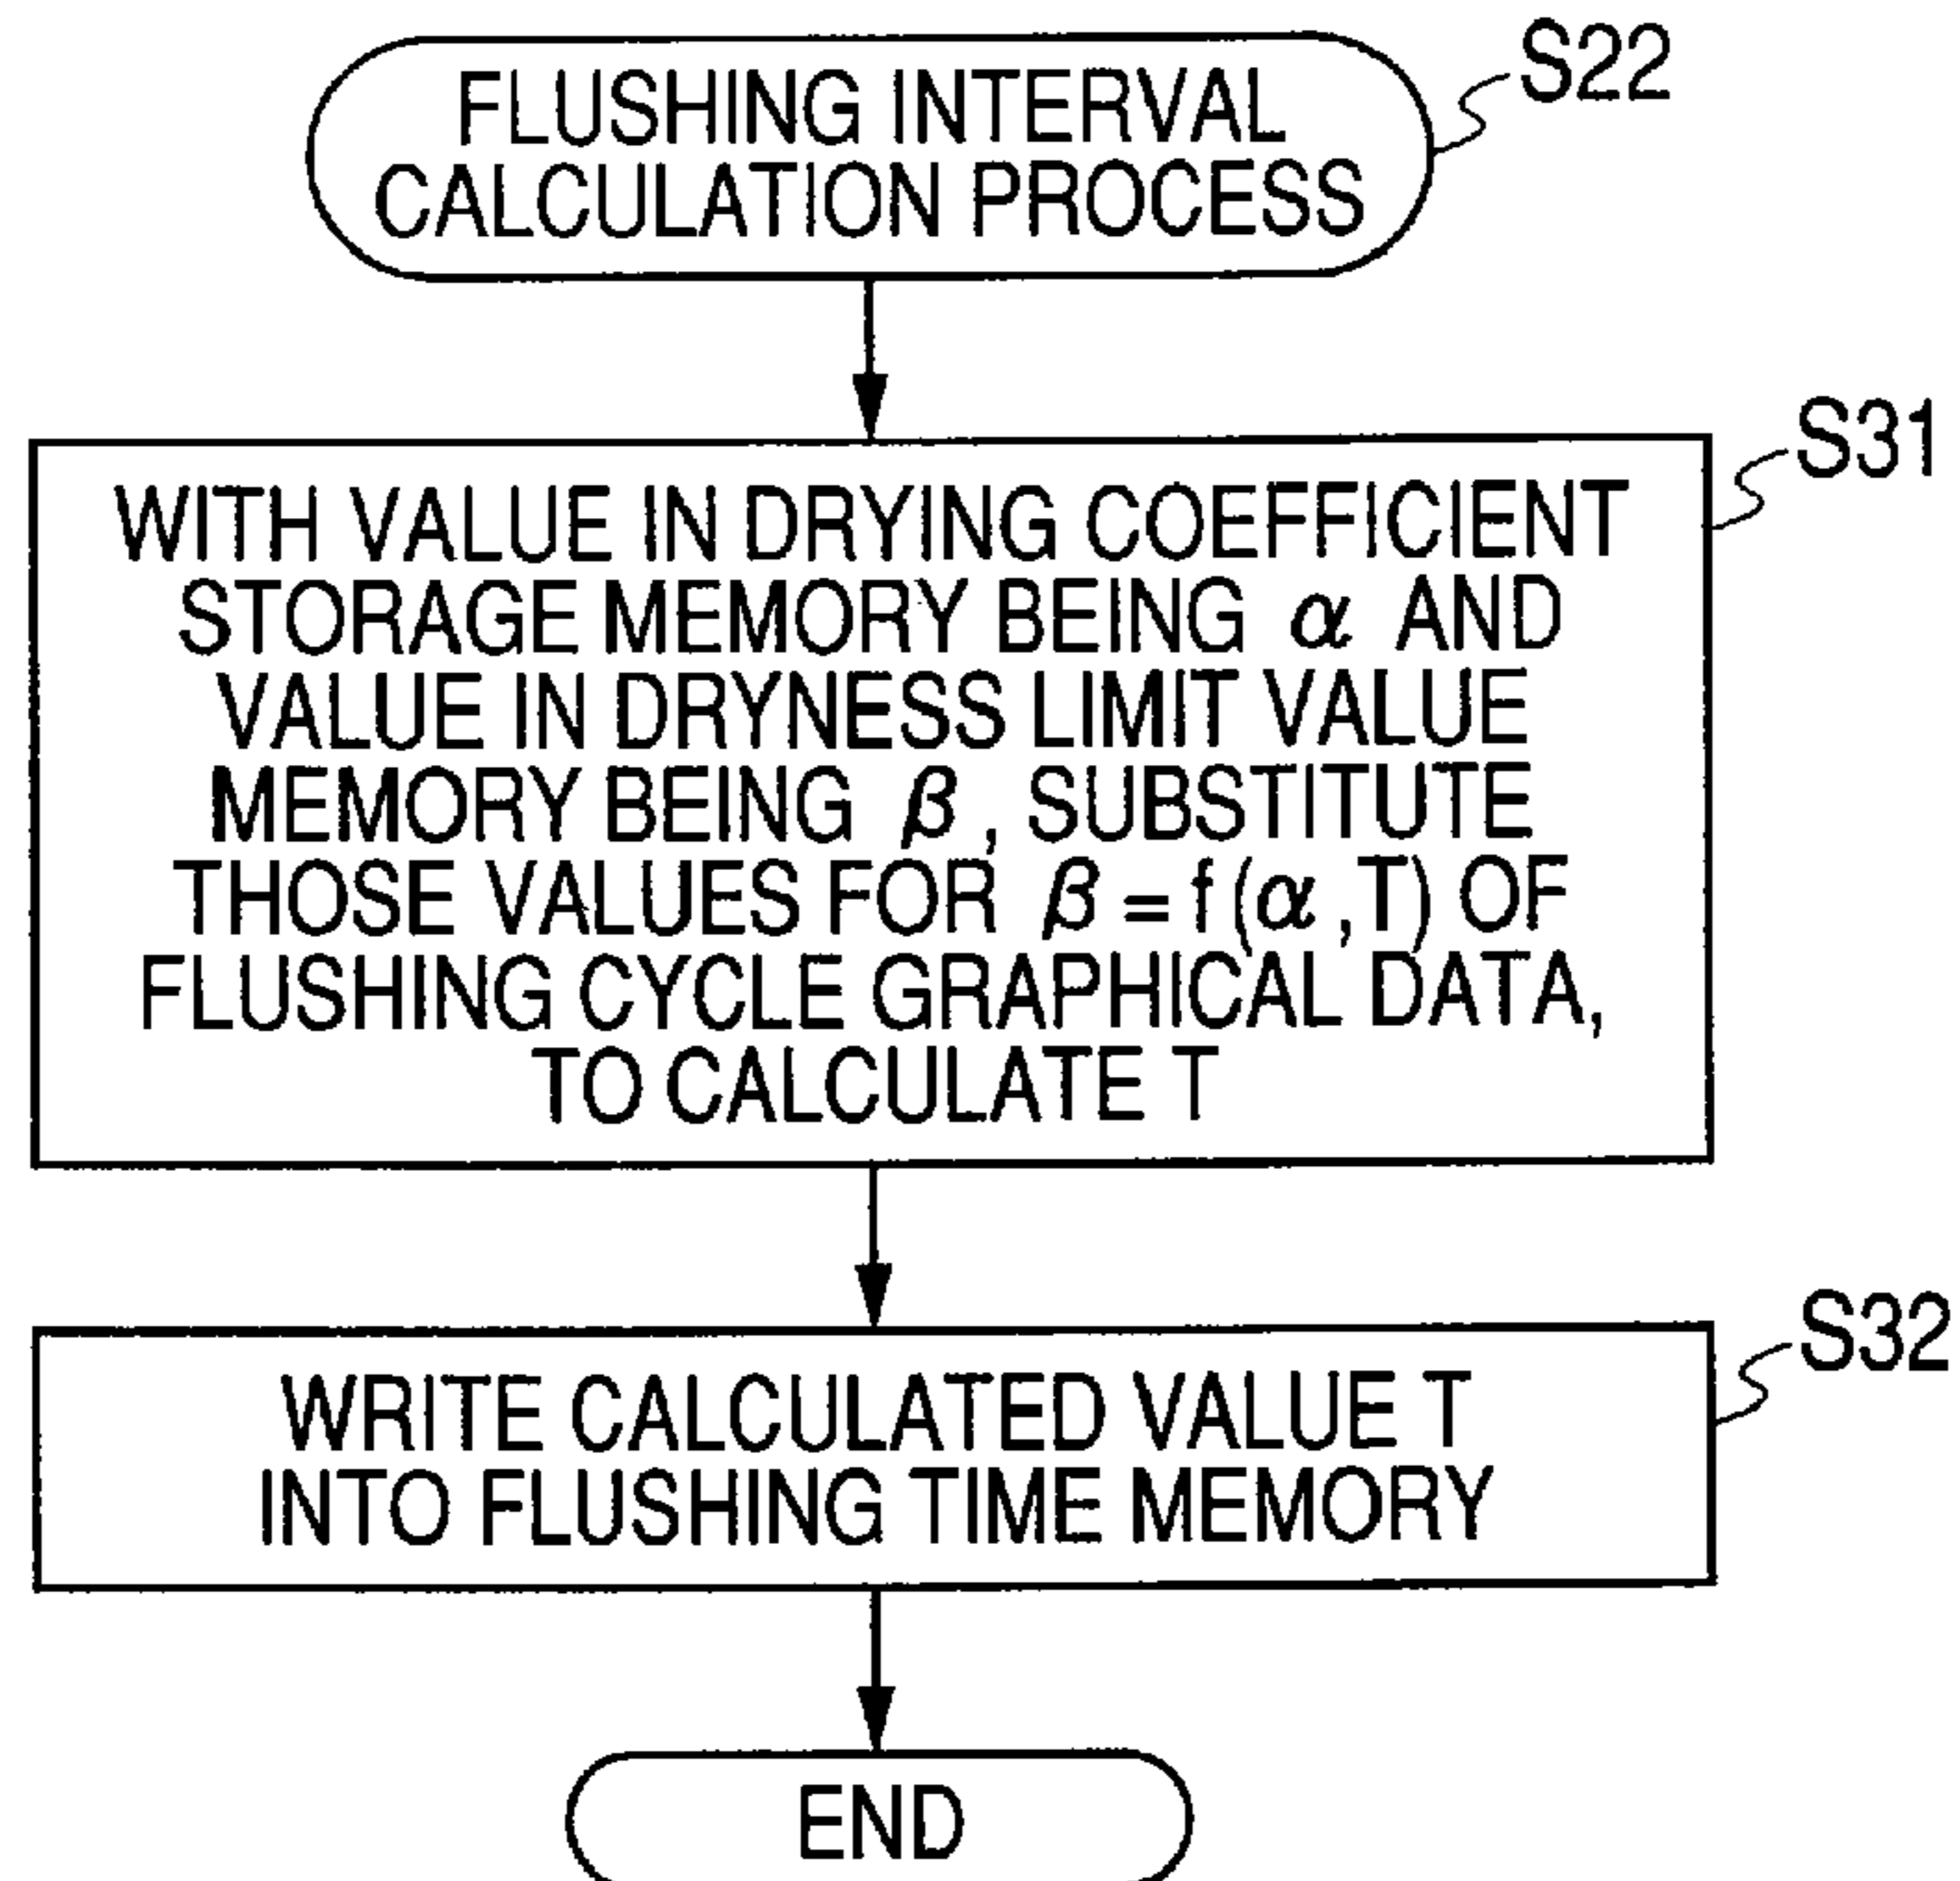 FLUSHING INTERVAL
CALCULATION PROCESS
S22
WITH VALUE IN DRYING COEFFICIENT
STORAGE MEMORY BEING α AND
VALUE IN DRYNESS LIMIT VALUE
MEMORY BEING β, SUBSTITUTE
THOSE VALUES FOR β = f(α,T) OF
FLUSHING CYCLE GRAPHICAL DATA,
TO CALCULATE T
S31
WRITE CALCULATED VALUE T
INTO FLUSHING TIME MEMORY
S32
END